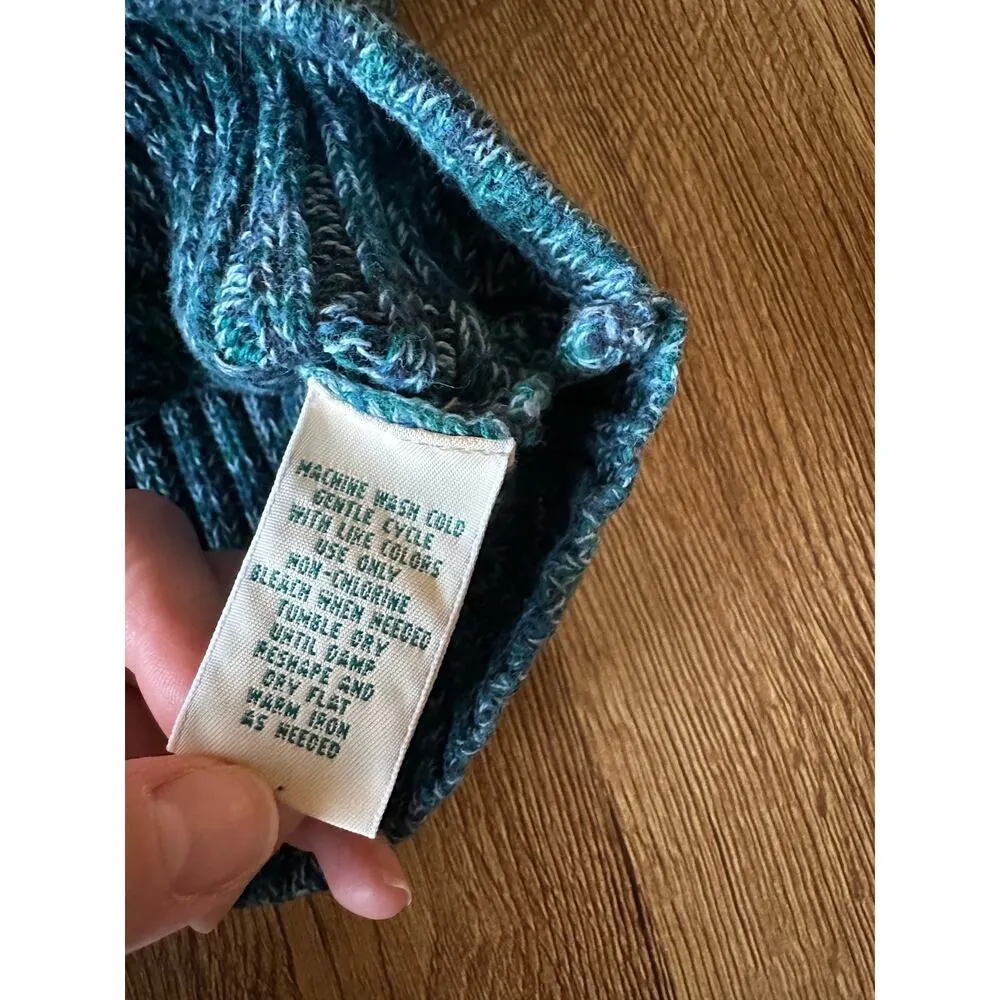 MACHINE WASH COLD
GENTLE CYCLE
WITH LIKE COLORS
USE ONLY
NON-CHLORINE
BLEACH WHEN NEEDED
TUMBLE DRY
UNTIL DAMP
RESHAPE AND
DRY FLAT
WARM IRON
AS NEEDED